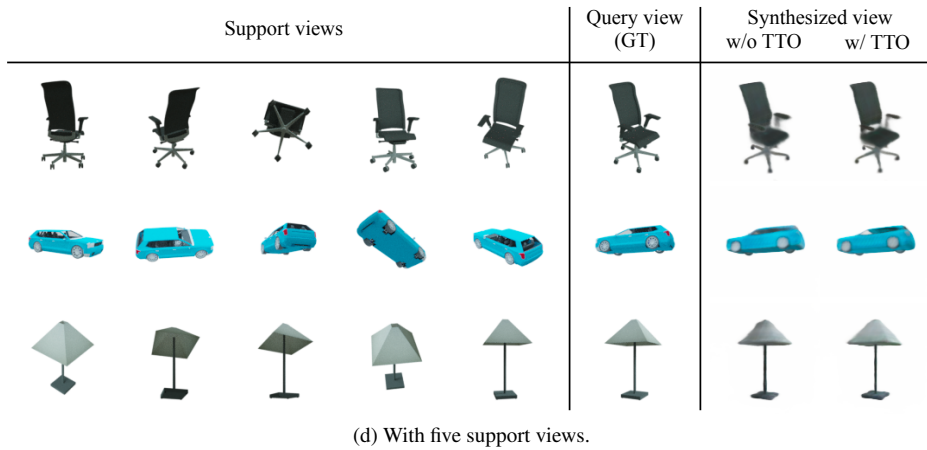 Support views
Query view
(GT)
Synthesized view
w/o TTO w/ TTO
(d) With five support views.